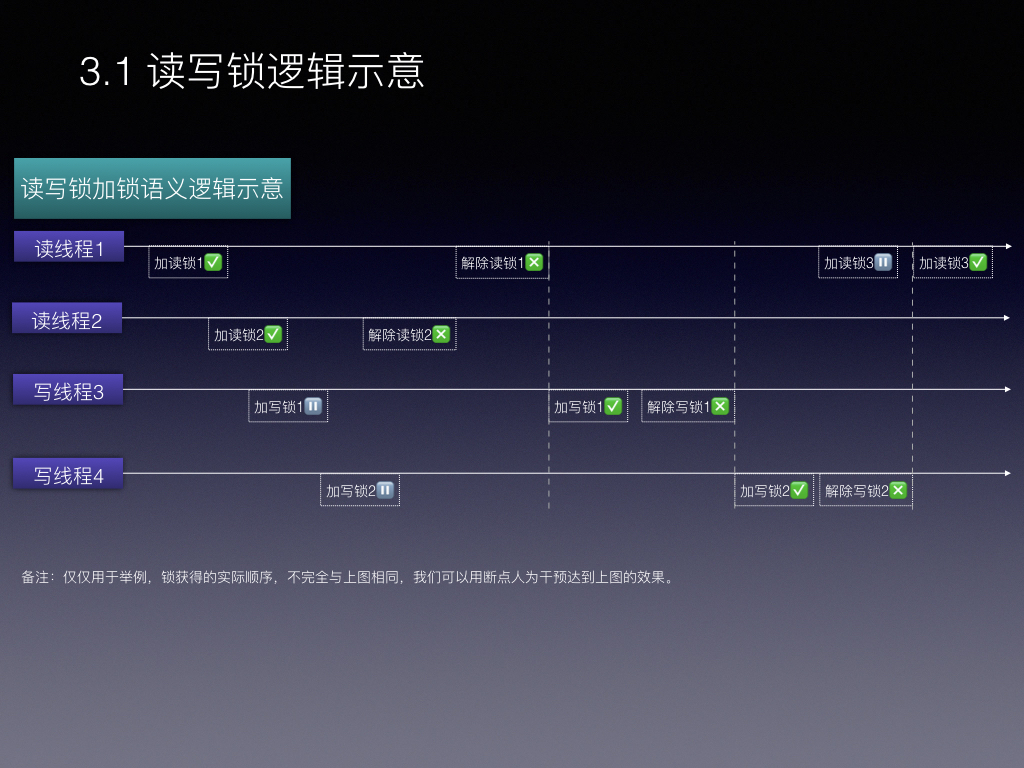 3.1 读写锁逻辑示意
读写锁加锁语义逻辑示意
读线程1
加读锁1✅
解除读锁1❎
加读锁3⏸
加读锁3✅
读线程2
加读锁2✅
解除读锁2❎
写线程3
加写锁1⏸
加写锁1✅
解除写锁1❎
写线程4
加写锁2⏸
加写锁2✅
解除写锁2❎
备注：仅仅用于举例，锁获得的实际顺序，不完全与上图相同，我们可以用断点人为干预达到上图的效果。